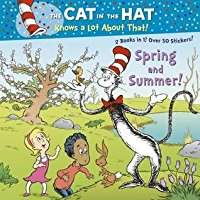 THE CAT IN THE HAT
Knows a Lot About That!
2 Books in 1! Over 50 Stickers!
Spring
and
Summer!